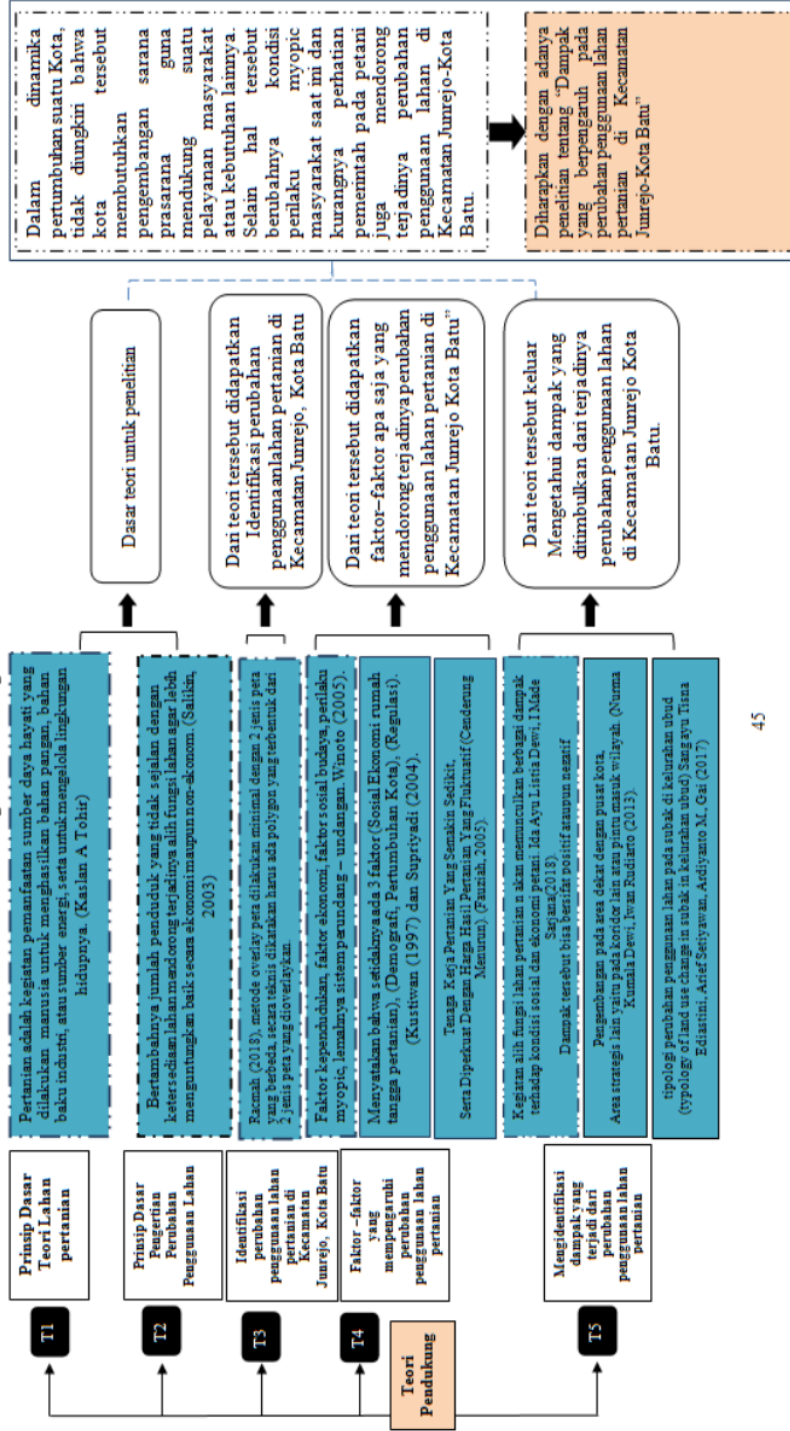 Teori
Pendukung
T1
Prinsip Dasar
Teori Lahan
pertanian
Pertanian adalah kegiatan pemanfaatan sumber daya hayati yang
dilakukan manusia untuk menghasilkan bahan pangan, bahan
baku industri, atau sumber energi, serta untuk mengelola lingkungan
hidupnya. (Kaslan A Tohir)
T2
Prinsip Dasar
Pengertian
Perubahan
Penggunaan Lahan
Bertambahnya jumlah penduduk yang tidak sejalan dengan
ketersediaan lahan mendorong terjadinya alih fungsi lahan agar lebih
menguntungkan baik secara ekonomi maupun non-ekonom. (Salikin,
2003)
Dasar teori untuk penelitian
T3
Identifikasi
perubahan
penggunaan lahan
pertanian di
Kecamatan
Junrejo, Kota Batu
Racmah (2018), metode overlay peta dilakukan minimal dengan 2 jenis peta
yang berbeda, secara teknis dikatakan harus ada polygon yang terbentuk dari
2 jenis peta yang dioverlaykan.
Dari teori tersebut didapatkan
Identifikasi perubahan
penggunaanlahan pertanian di
Kecamatan Junrejo, Kota Batu
T4
Faktor –faktor
yang
mempengaruhi
perubahan
penggunaan lahan
pertanian
Faktor kependudukan, faktor ekonomi, faktor sosial budaya, perilaku
myopic, lemahnya sistem perundang – undangan. Winoto (2005).
Menyatakan bahwa setidaknya ada 3 faktor (Sosial Ekonomi rumah
tangga pertanian), (Demografi, Pertumbuhan Kota), (Regulasi).
(Kustiwan (1997) dan Supriyadi (2004).
Tenaga Kerja Pertanian Yang Semakin Sedikit,
Serta Diperkuat Dengan Harga Hasil Pertanian Yang Fluktuatif (Cenderung
Menurun) (Fauziah, 2005).
Dari teori tersebut didapatkan
faktor–faktor apa saja yang
mendorong terjadinya perubahan
penggunaan lahan pertanian di
Kecamatan Junrejo Kota Batu”
T5
Mengidentifikasi
dampak yang
terjadi dari
perubahan
penggunaan lahan
pertanian
Kegiatan alih fungsi lahan pertanian n akan memunculkan berbagai dampak
terhadap kondisi sosial dan ekonomi petani. Ida Ayu Listia Dewi, I Made
Sarjana(2018).
Dampak tersebut bisa bersifat positif ataupun negatif
Pengembangan pada area dekat dengan pusat kota,
Area strategis lain yaitu pada koridor lain atau pintu masuk wilayah. (Nurma
Kumala Dewi, Iwan Rudiarto (2013).
tipologi perubahan penggunaan lahan pada subak di kelurahan ubud
(typology of land use change in subak in kelurahan ubud) Sang ayu Tisna
Ediastini, Arief Setiyawan, Ardiyanto M. Gai (2017)
Dari teori tersebut keluar
Mengetahui dampak yang
ditimbulkan dari terjadinya
perubahan penggunaan lahan
di Kecamatan Junrejo Kota
Batu.
Dalam dinamika
pertumbuhan suatu Kota,
tidak diungkiri bahwa
kota tersebut
membutuhkan
pengembangan sarana
prasarana guna
mendukung suatu
pelayanan masyarakat
atau kebutuhan lainnya.
Selain hal tersebut
berubahnya kondisi
perilaku myopic
masyarakat saat ini dan
kurangnya perhatian
pemerintah pada petani
juga mendorong
terjadinya perubahan
penggunaan lahan di
Kecamatan Junrejo-Kota
Batu.
Diharapkan dengan adanya
penelitian tentang “Dampak
yang berpengaruh pada
perubahan penggunaan lahan
pertanian di Kecamatan
Junrejo-Kota Batu”
45